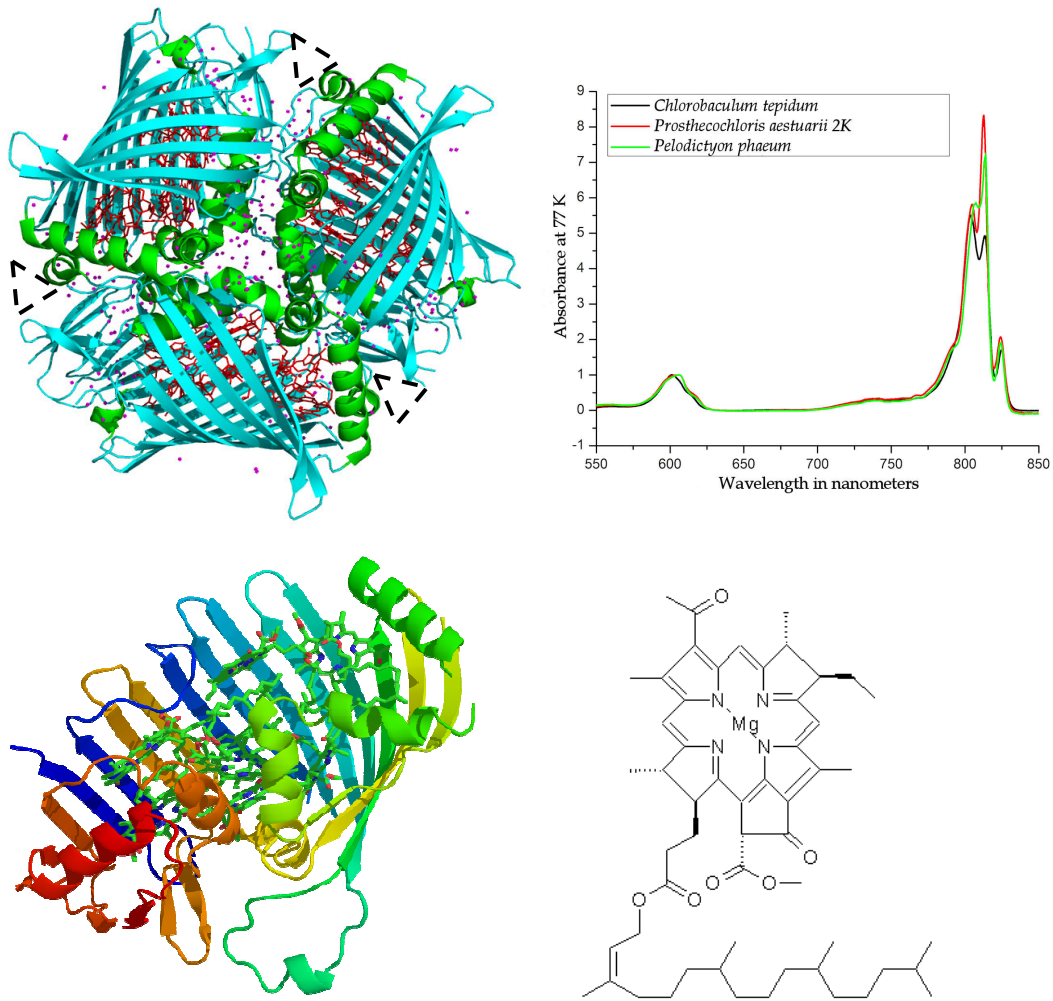 Chlorobaculum tepidum
Prosthecochloris aestuarii 2K
Pelodictyon phaeum
Absorbance at 77 K
9
8
7
6
5
4
3
2
1
0
-1
550 600 650 700 750 800 850
Wavelength in nanometers
O
N N
Mg
N N
O
O
O
O
O